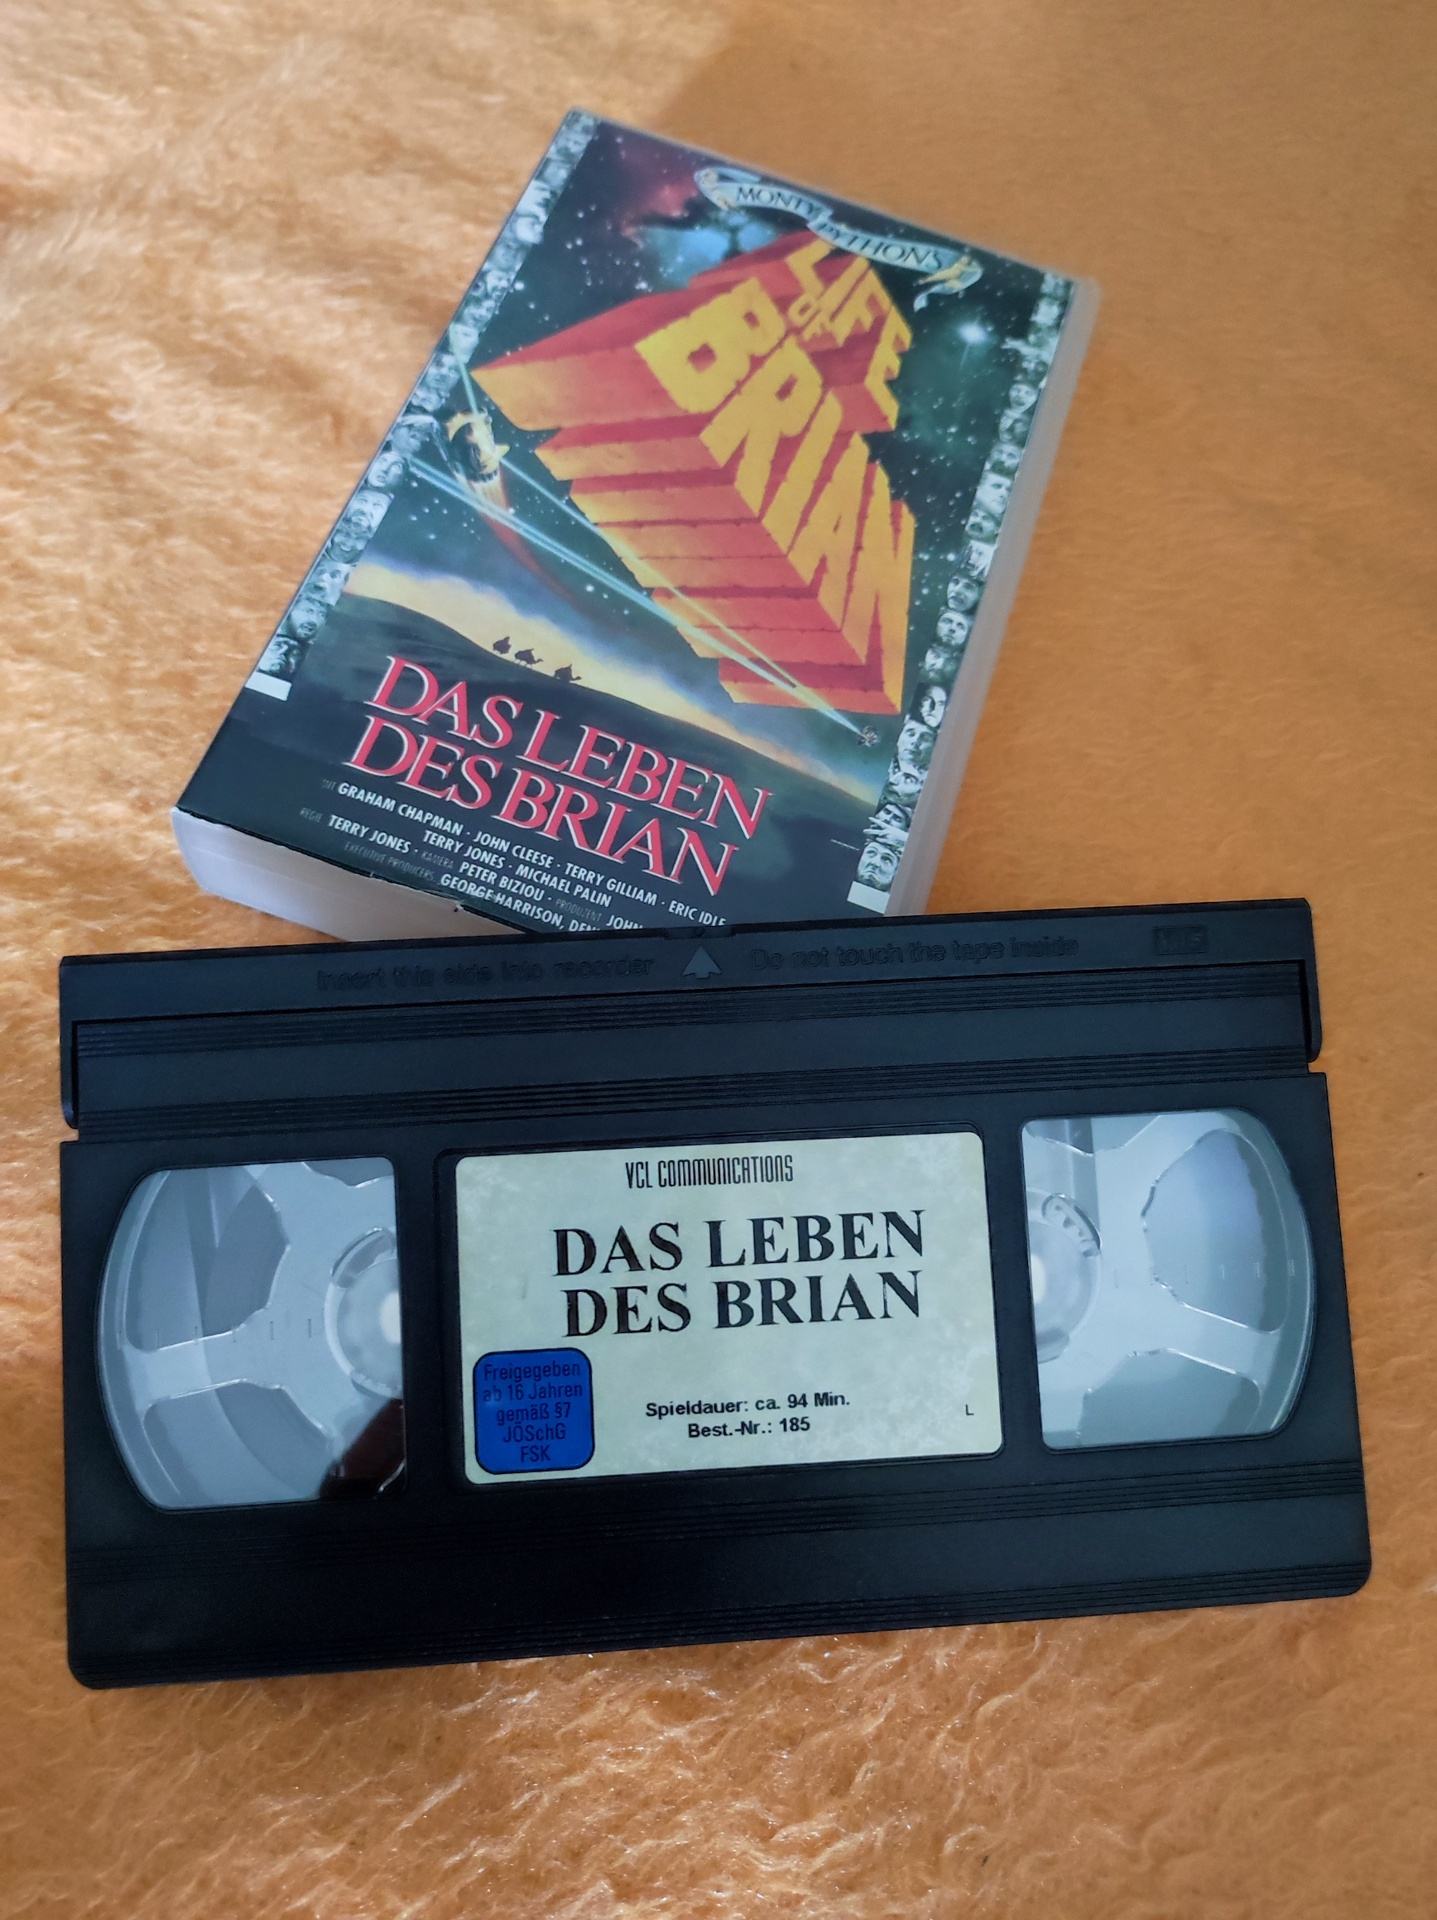 MONTY PYTHON'S
LIFE
OF
BRIAN
DAS LEBEN
DES BRIAN
MIT GRAHAM CHAPMAN · JOHN CLEESE · TERRY GILLIAM · ERIC IDLE
TERRY JONES · MICHAEL PALIN
REGIE TERRY JONES · KAMERA PETER BIZIOU · PRODUZENT JOHN
EXECUTIVE PRODUCERS GEORGE HARRISON,
Insert this side into recorder
Do not touch the tape inside
VHS
VCL COMMUNICATIONS
DAS LEBEN
DES BRIAN
Freigegeben
ab 16 Jahren
gemäß §7
JÖSchG
FSK
Spieldauer: ca. 94 Min.
Best.-Nr.: 185
L